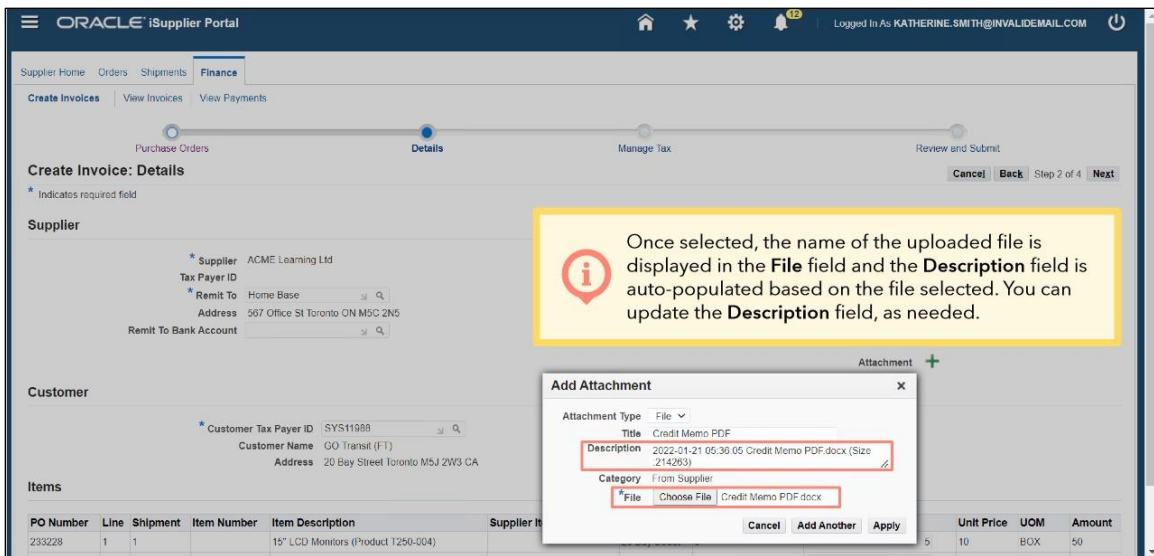 ORACLE iSupplier Portal
12
Logged In As KATHERINE.SMITH@INVALIDEMAIL.COM
Supplier Home Orders Shipments Finance
Create Invoices View Invoices View Payments
Purchase Orders Details Manage Tax Review and Submit
Create Invoice: Details
Cancel Back Step 2 of 4 Next
* Indicates required field
Supplier
* Supplier ACME Learning Ltd
Tax Payer ID
* Remit To Home Base
Address 567 Office St Toronto ON M5C 2N5
Remit To Bank Account
Once selected, the name of the uploaded file is
displayed in the File field and the Description field is
auto-populated based on the file selected. You can
update the Description field, as needed.
Attachment
Customer
* Customer Tax Payer ID SYS11988
Customer Name GO Transit (FT)
Address 20 Bay Street Toronto M5J 2W3 CA
Add Attachment
Attachment Type File
Title Credit Memo PDF
Description 2022-01-21 05:36:05 Credit Memo PDF.docx (Size
:214263)
Category From Supplier
*File Choose File Credit Memo PDF.docx
Cancel Add Another Apply
Items
PO Number Line Shipment Item Number Item Description Supplier It Unit Price UOM Amount
233228 1 1 15" LCD Monitors (Product T250-004) 5 10 BOX 50